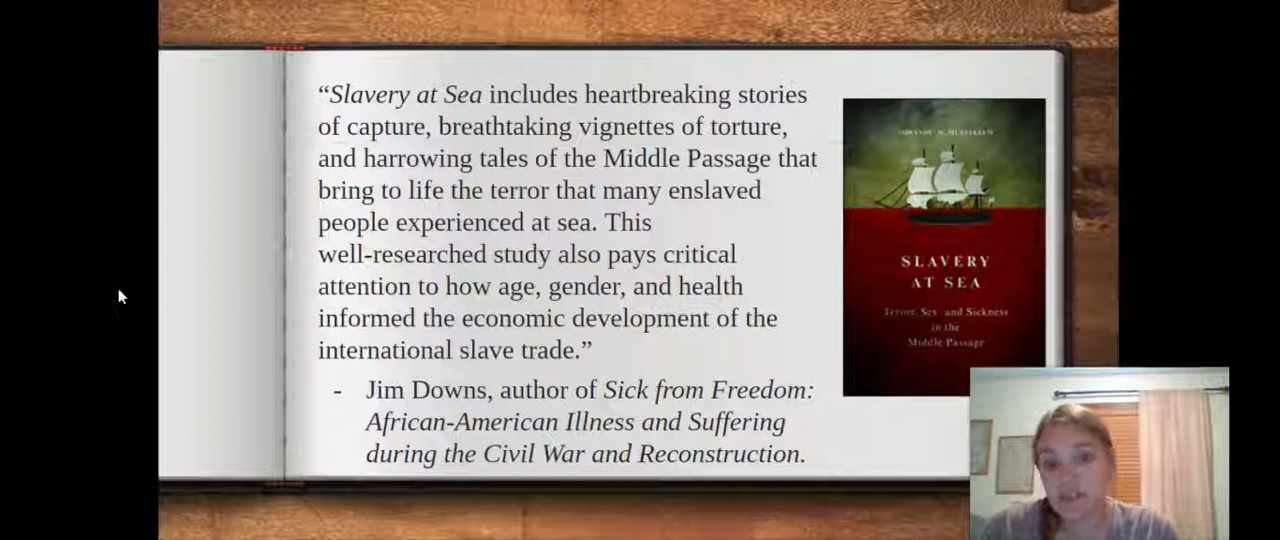 “Slavery at Sea includes heartbreaking stories
of capture, breathtaking vignettes of torture,
and harrowing tales of the Middle Passage that
bring to life the terror that many enslaved
people experienced at sea. This
well-researched study also pays critical
attention to how age, gender, and health
informed the economic development of the
international slave trade.”
- Jim Downs, author of Sick from Freedom:
African-American Illness and Suffering
during the Civil War and Reconstruction.
SLAVERY
AT SEA
Terror, Sex, and Sickness
in the
Middle Passage